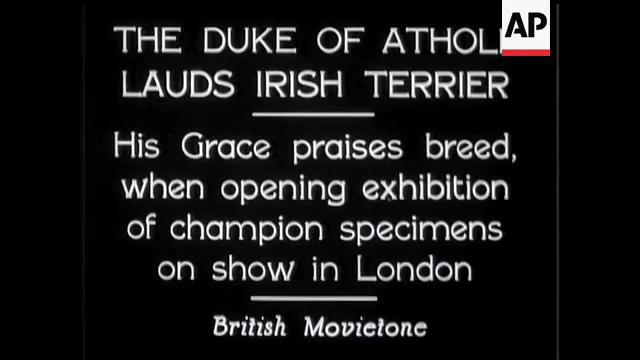 AP
THE DUKE OF ATHOLL
LAUDS IRISH TERRIER
His Grace praises breed,
when opening exhibition
of champion specimens
on show in London
British Movietone